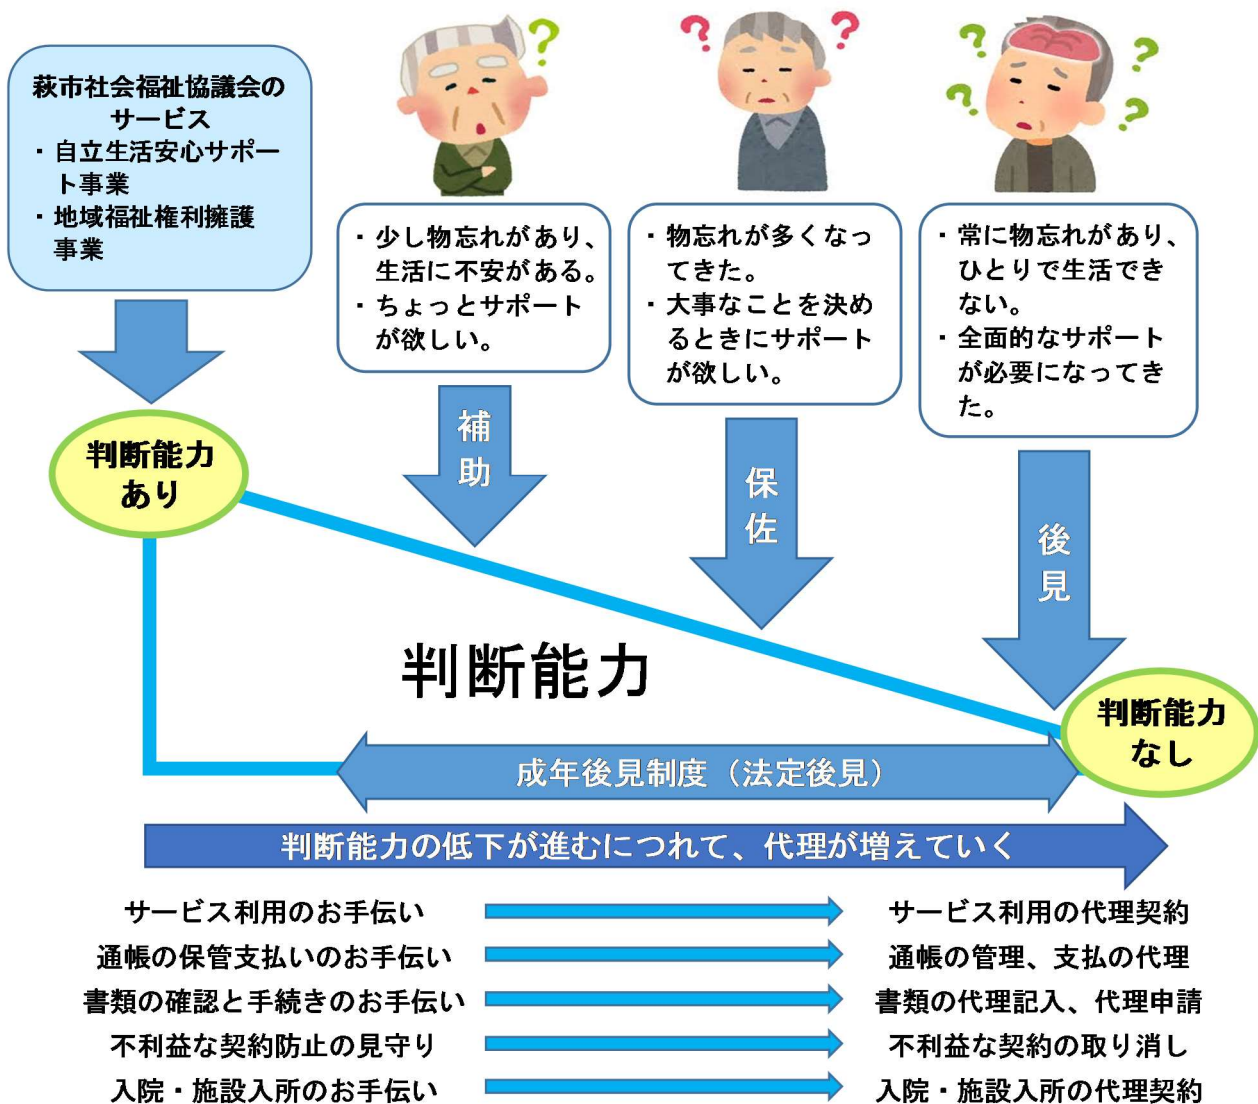 萩市社会福祉協議会の
サービス
・自立生活安心サポー
ト事業
・地域福祉権利擁護
事業
?
? ?
? ? ? ?
・少し物忘れがあり、
生活に不安がある。
・ちょっとサポート
が欲しい。
・物忘れが多くなっ
てきた。
・大事なことを決め
るときにサポート
が欲しい。
・常に物忘れがあり、
ひとりで生活でき
ない。
・全面的なサポート
が必要になってき
た。
補助
保佐
後見
判断能力
あり
判断能力
判断能力
なし
成年後見制度（法定後見）
判断能力の低下が進むにつれて、代理が増えていく
サービス利用のお手伝い サービス利用の代理契約
通帳の保管支払いのお手伝い 通帳の管理、支払の代理
書類の確認と手続きのお手伝い 書類の代理記入、代理申請
不利益な契約防止の見守り 不利益な契約の取り消し
入院・施設入所のお手伝い 入院・施設入所の代理契約